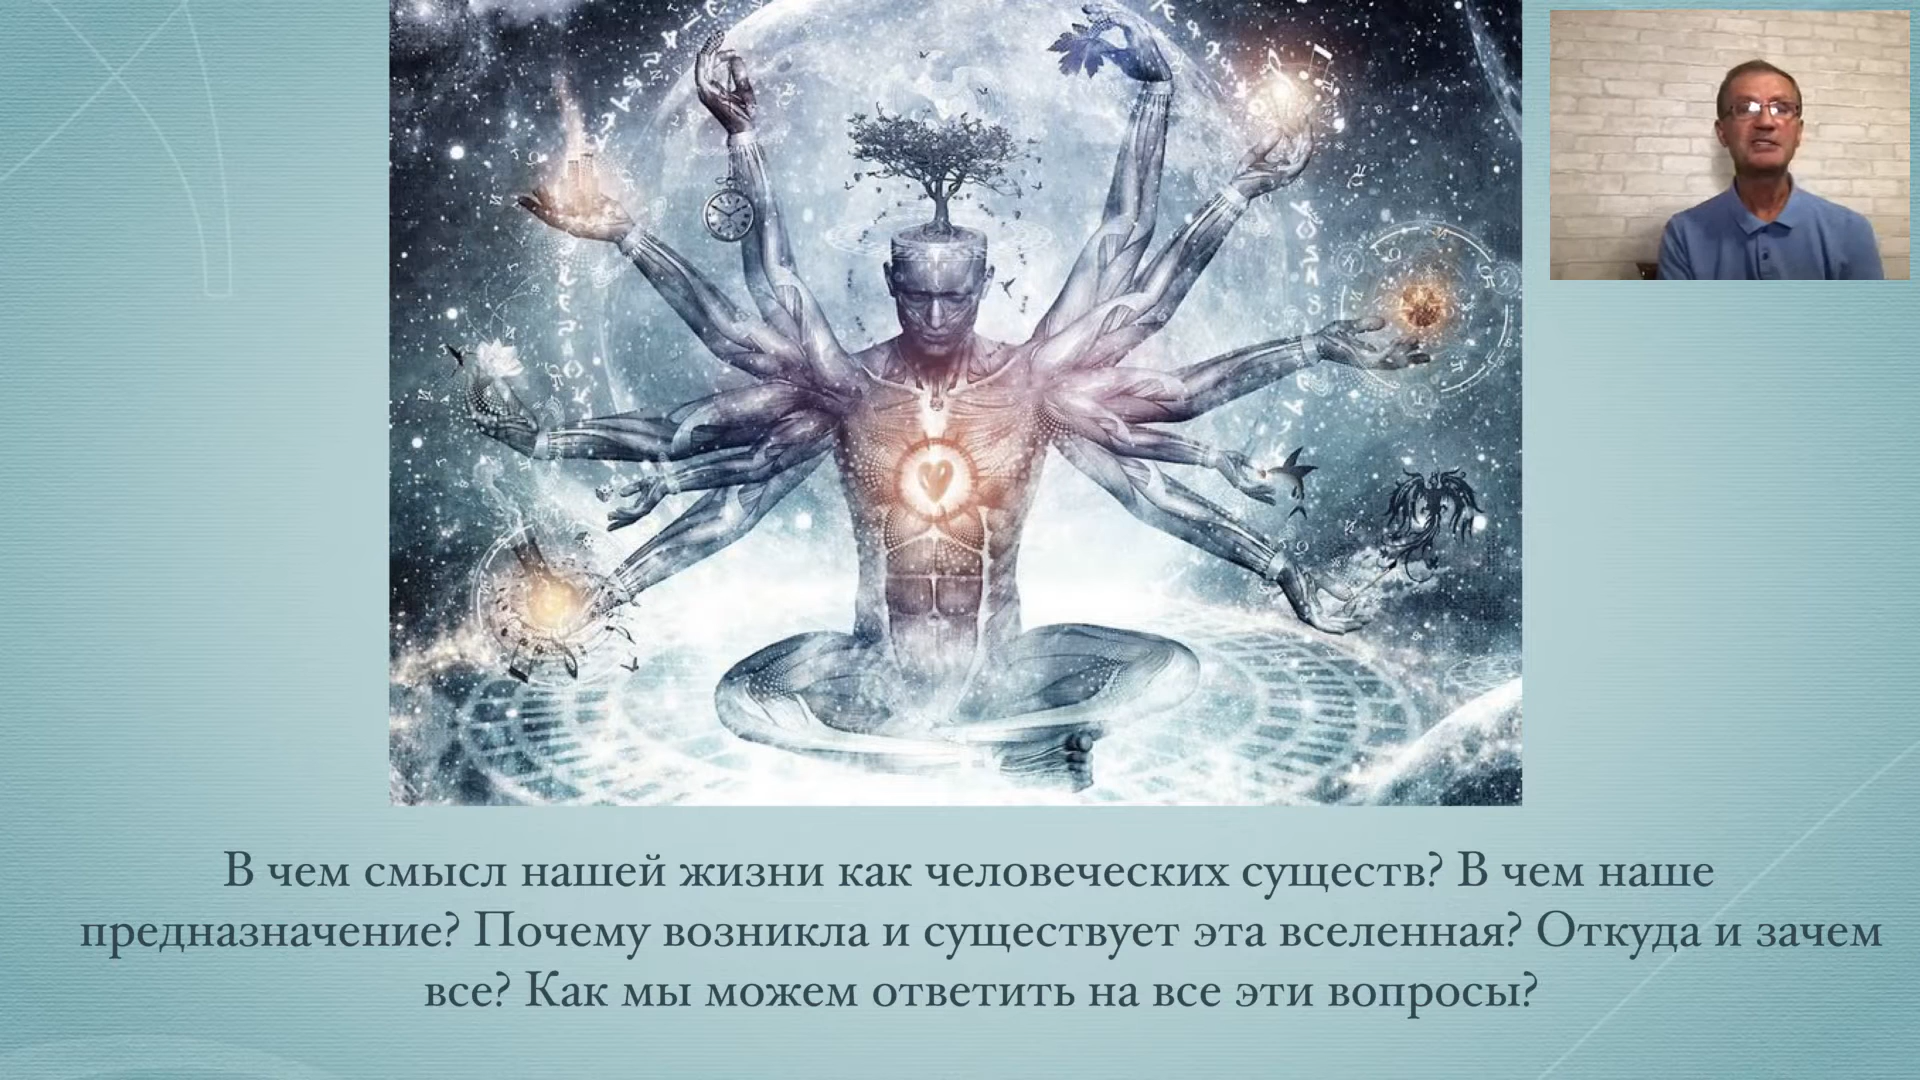 В чем смысл нашей жизни как человеческих существ? В чем наше
предназначение? Почему возникла и существует эта вселенная? Откуда и зачем
все? Как мы можем ответить на все эти вопросы?